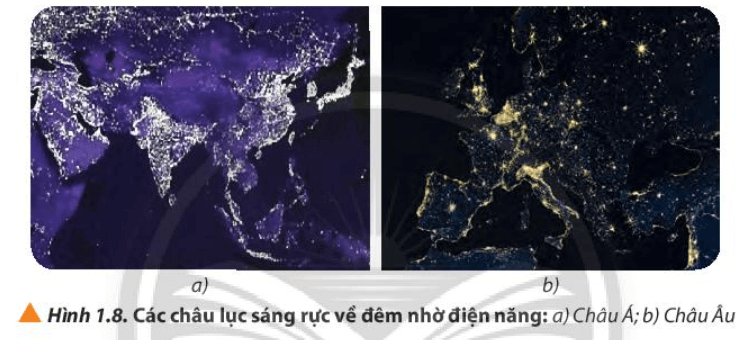 a) b)
Hình 1.8. Các châu lục sáng rực về đêm nhờ điện năng: a) Châu Á; b) Châu Âu